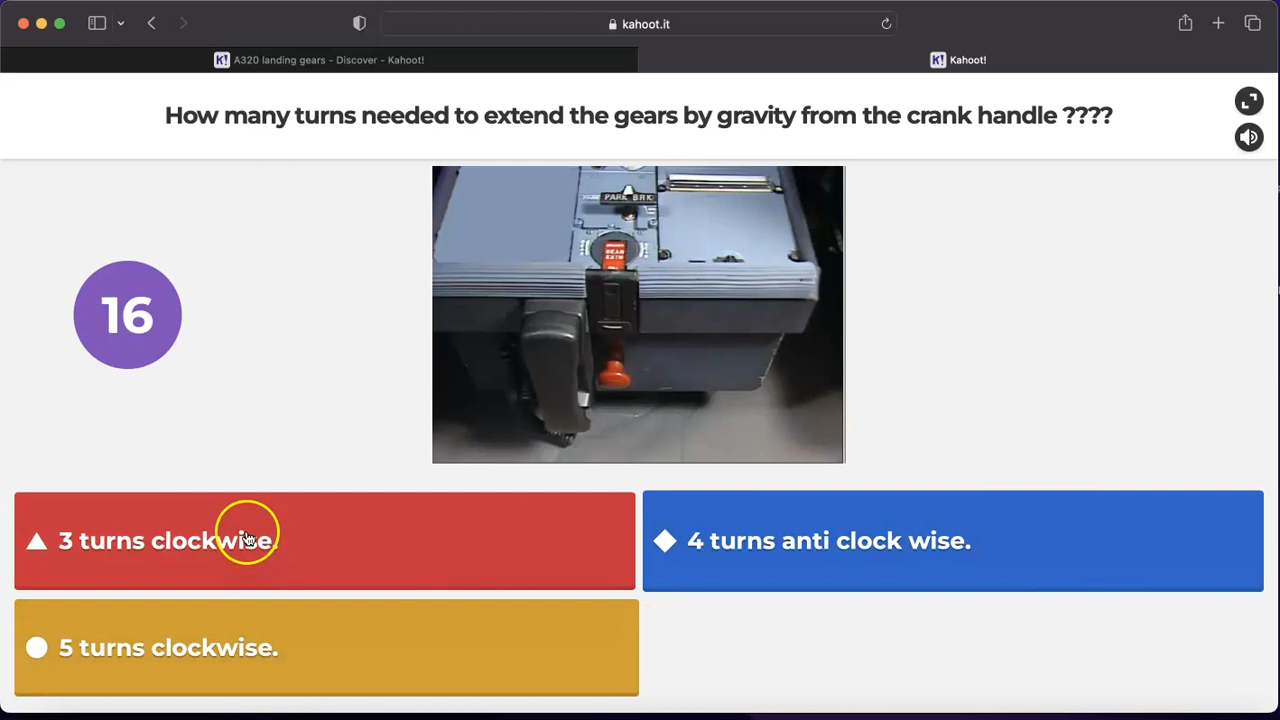 kahoot.it
A320 landing gears - Discover - Kahoot!
K! Kahoot!
How many turns needed to extend the gears by gravity from the crank handle ????
PARK BRK
GEAR
EXTN
16
3 turns clockwise.
4 turns anti clock wise.
5 turns clockwise.